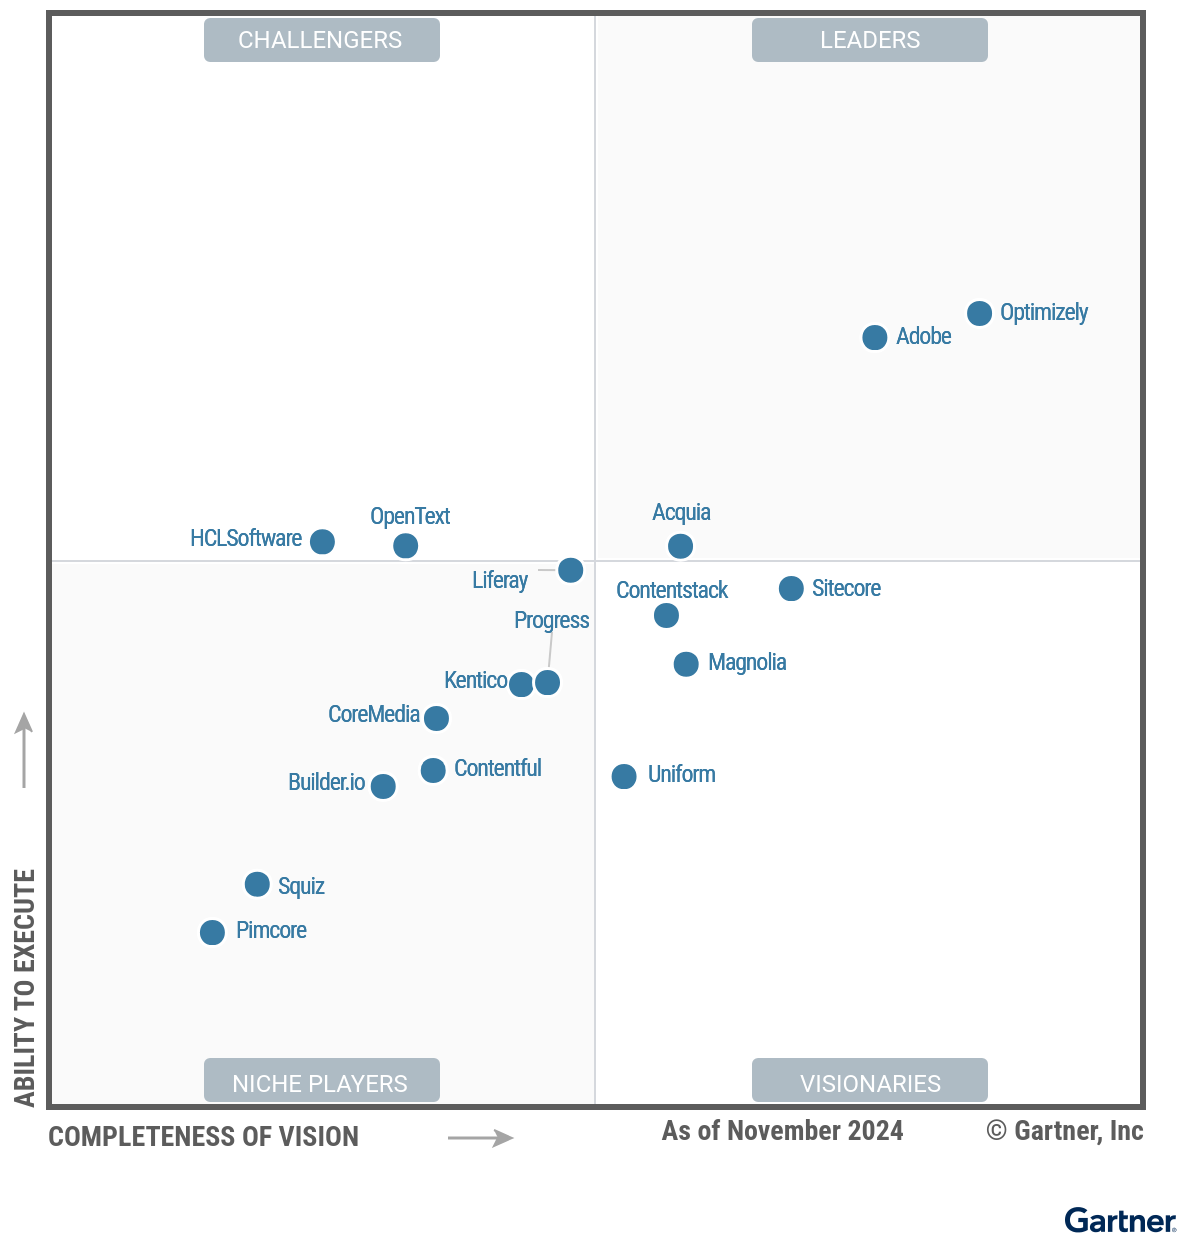 CHALLENGERS
LEADERS
Optimizely
Adobe
Acquia
OpenText
HCLSoftware
Liferay
Contentstack
Sitecore
Progress
Magnolia
Kentico
CoreMedia
Contentful
Uniform
Builder.io
Squiz
Pimcore
NICHE PLAYERS
VISIONARIES
ABILITY TO EXECUTE
COMPLETENESS OF VISION
As of November 2024
© Gartner, Inc
Gartner®